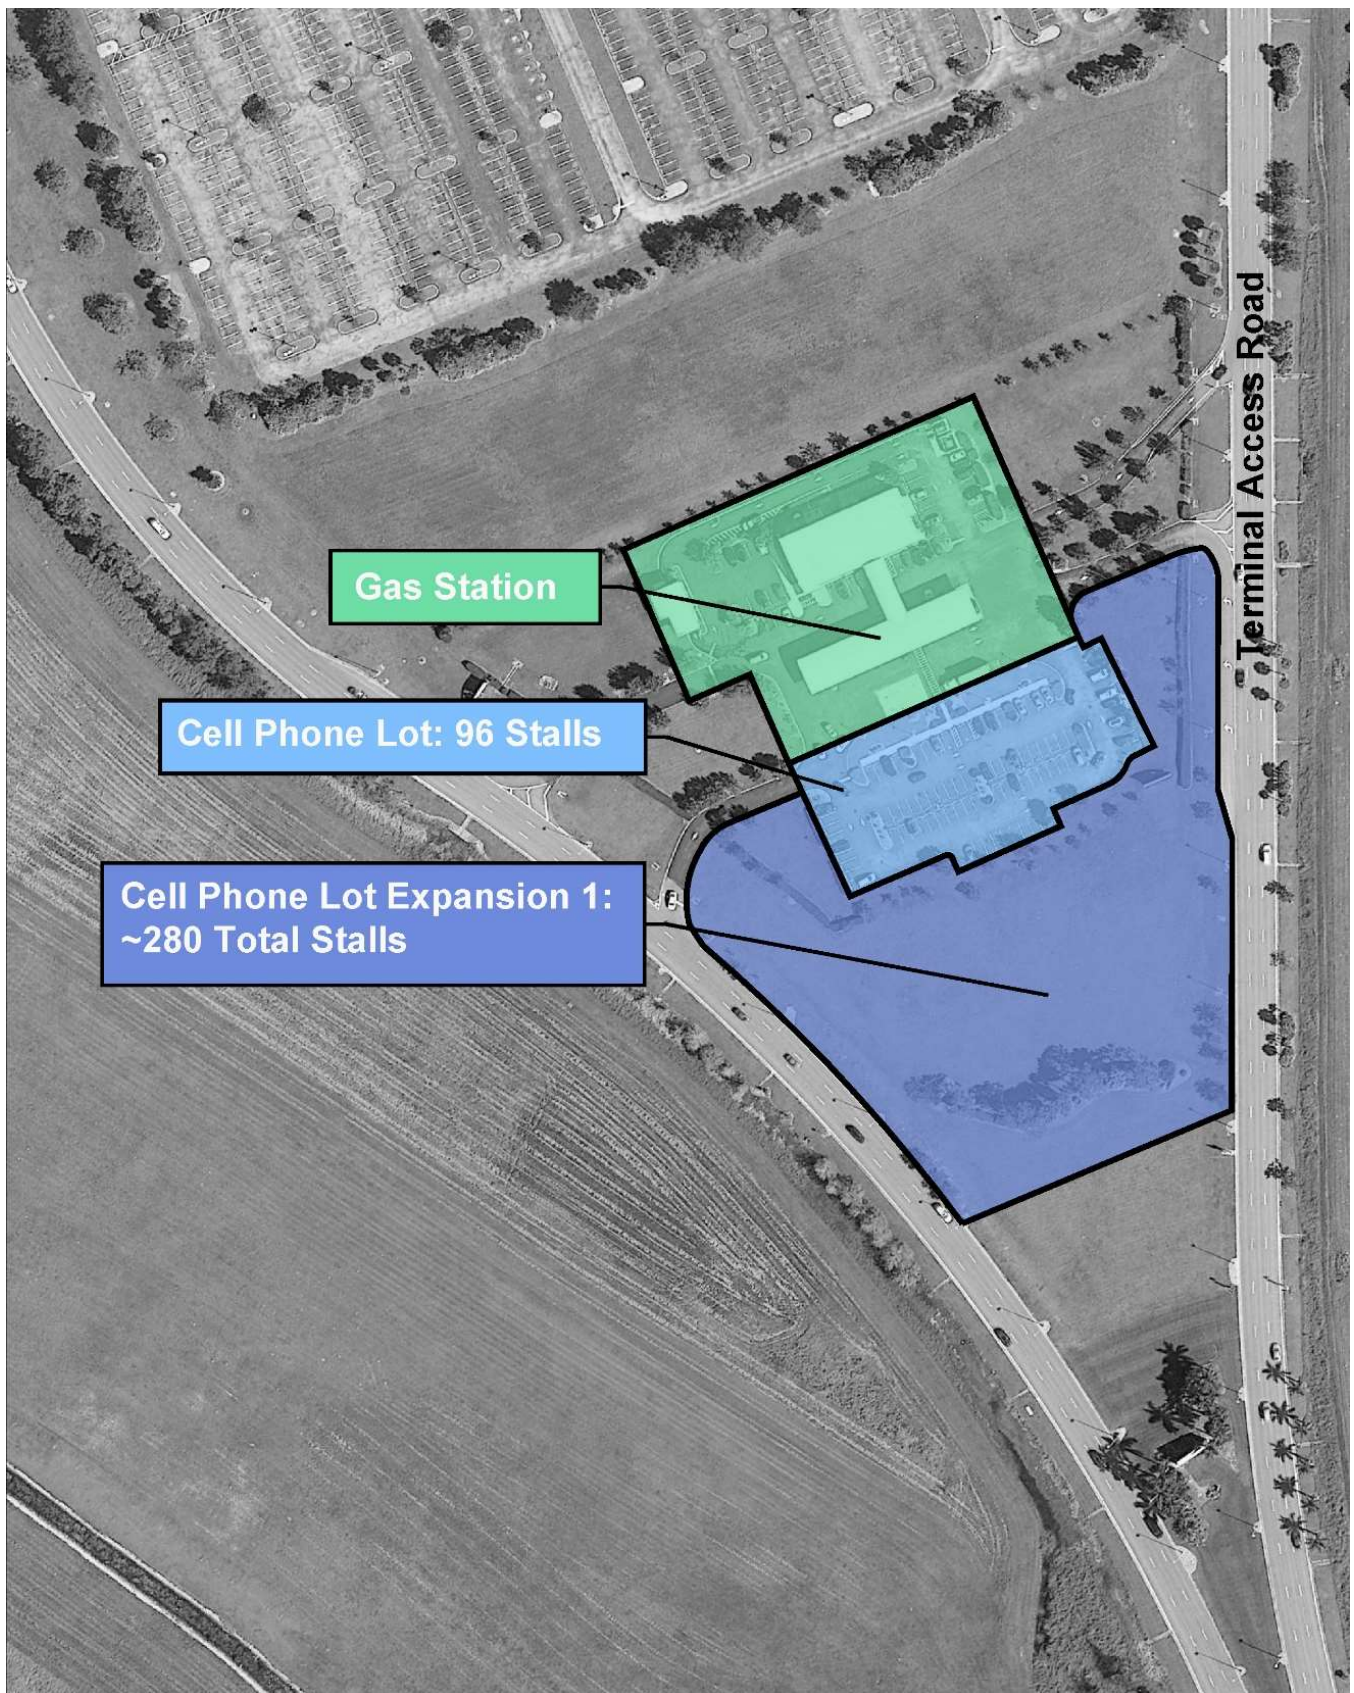 Terminal Access Road
Gas Station
Cell Phone Lot: 96 Stalls
Cell Phone Lot Expansion 1:
~280 Total Stalls